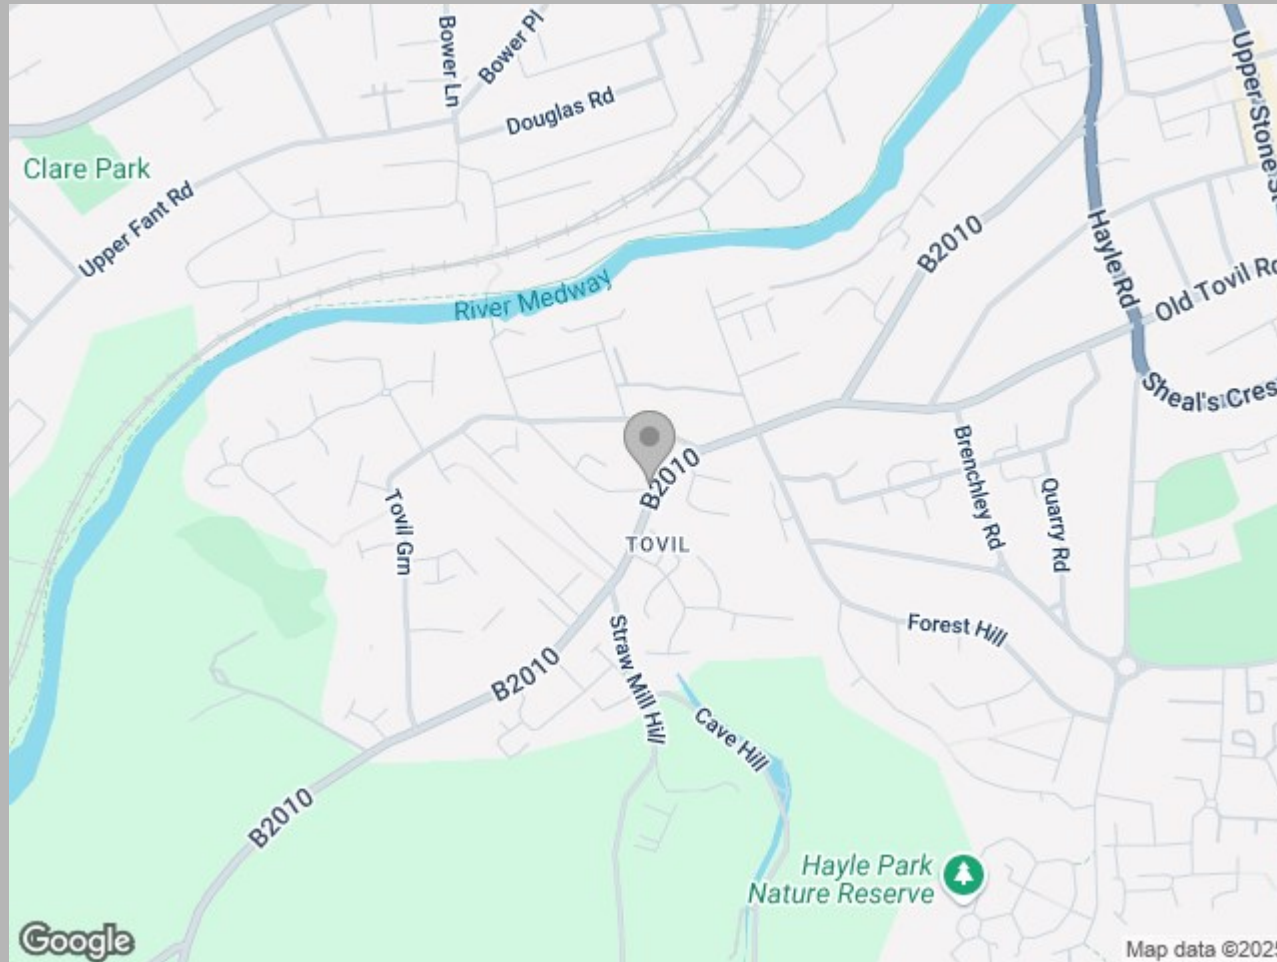 Bower Ln
Bower Pl
Douglas Rd
Upper Stone St
Clare Park
Upper Fant Rd
Hayle Rd
B2010
River Medway
Old Tovil Rd
Sheal's Cres
B2010
Brenchley Rd
Quarry Rd
Tovil Grn
TOVIL
Straw Mill Hill
Forest Hill
B2010
Cave Hill
B2010
Hayle Park
Nature Reserve
Google
Map data ©2025